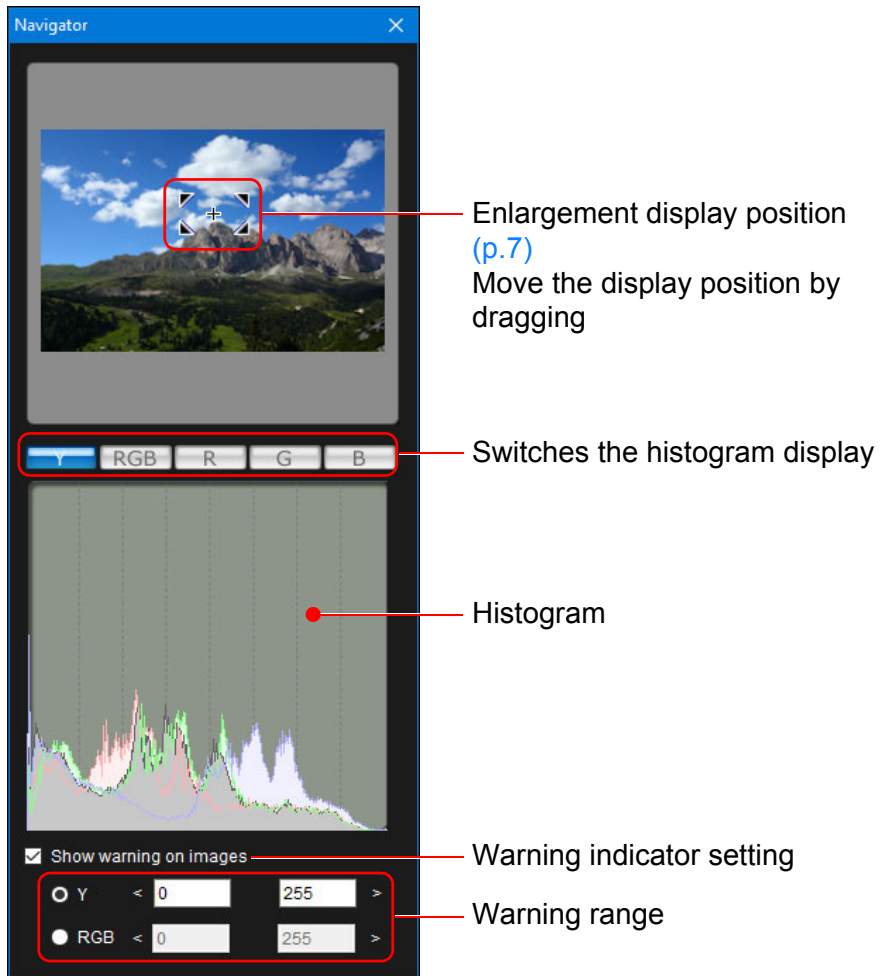 Navigator
Enlargement display position
(p.7)
Move the display position by
dragging
Y RGB R G B
Switches the histogram display
Histogram
Show warning on images
Warning indicator setting
Y < 0 255 >
Warning range
RGB < 0 255 >